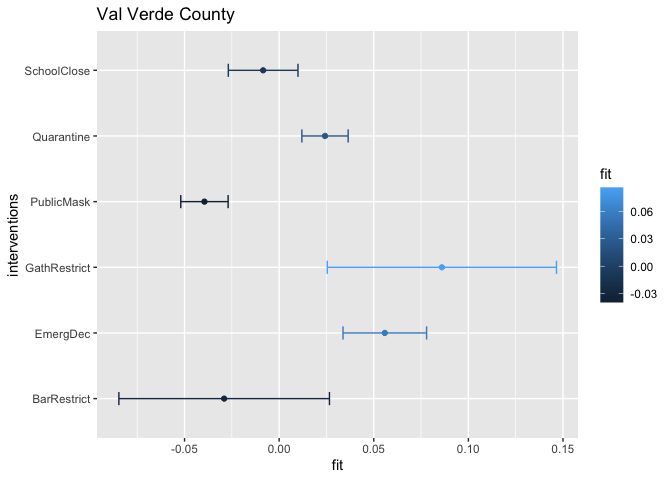 Val Verde County
interventions
SchoolClose
Quarantine
PublicMask
GathRestrict
EmergDec
BarRestrict
-0.05
0.00
0.05
0.10
0.15
fit
fit
0.06
0.03
0.00
-0.03